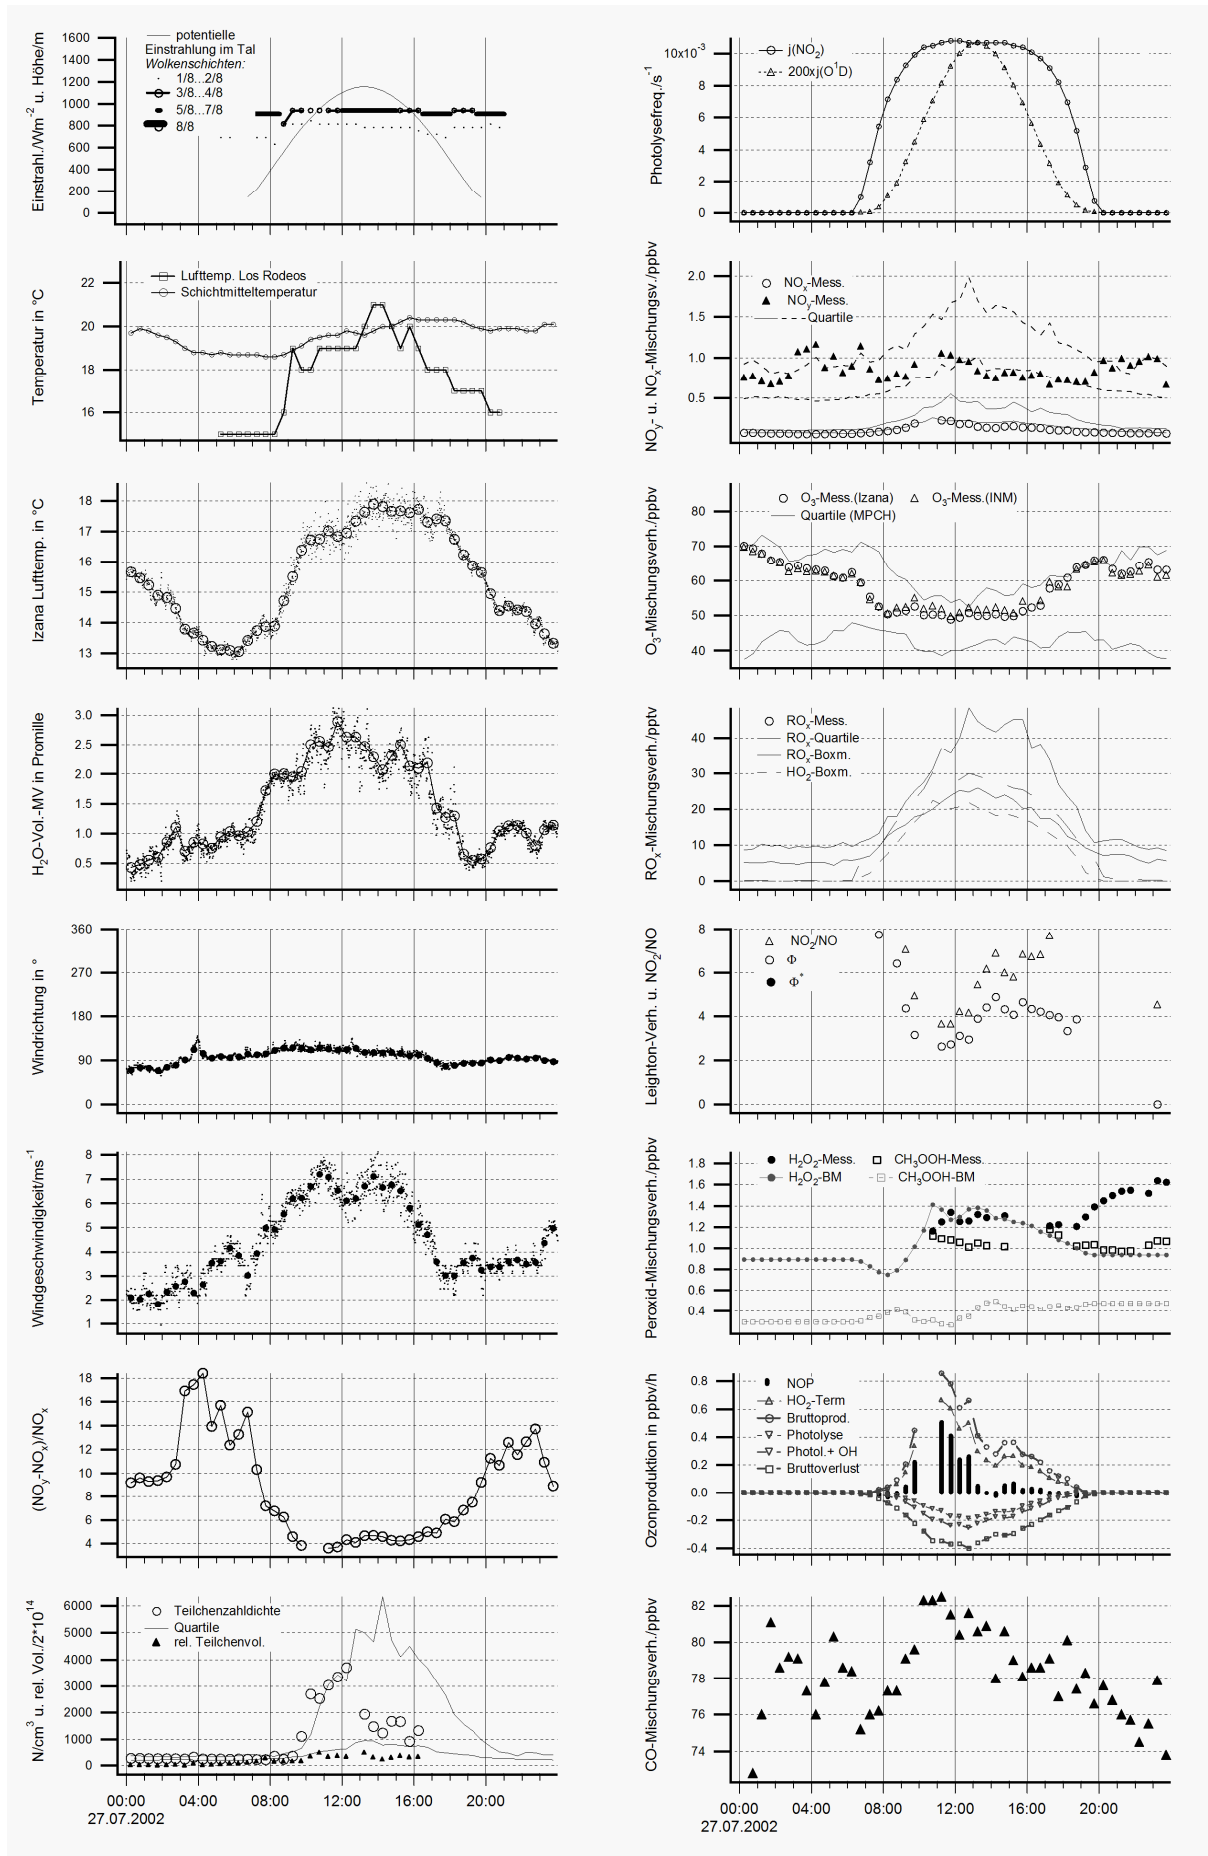 Einstrahl./Wm-2 u. Höhe/m
1600
1400
1200
1000
800
600
400
200
0
potentielle
Einstrahlung im Tal
Wolkenschichten:
1/8...2/8
3/8...4/8
5/8...7/8
8/8
Temperatur in °C
22
20
18
16
Lufttemp. Los Rodeos
Schichtmitteltemperatur
Izana Lufttemp. in °C
18
17
16
15
14
13
H2O-Vol.-MV in Promille
3.0
2.5
2.0
1.5
1.0
0.5
Windrichtung in °
360
270
180
90
0
Windgeschwindigkeit/ms-1
8
7
6
5
4
3
2
1
(NOy-NOx)/NOx
18
16
14
12
10
8
6
4
N/cm3 u. rel. Vol./2*1014
6000
5000
4000
3000
2000
1000
0
Teilchenzahldichte
Quartile
rel. Teilchenvol.
00:00 04:00 08:00 12:00 16:00 20:00
27.07.2002
Photolysefreq./s-1
10x10-3
8
6
4
2
0
j(NO2)
200xj(O1D)
NOy- u. NOx-Mischungsv./ppbv
2.0
1.5
1.0
0.5
NOx-Mess.
NOy-Mess.
Quartile
O3-Mischungsverh./ppbv
80
70
60
50
40
O3-Mess.(Izana) O3-Mess.(INM)
Quartile (MPCH)
ROx-Mischungsverh./pptv
40
30
20
10
0
ROx-Mess.
ROx-Quartile
ROx-Boxm.
HO2-Boxm.
Leighton-Verh. u. NO2/NO
8
6
4
2
0
NO2/NO
Φ
Φ*
Peroxid-Mischungsverh./ppbv
1.8
1.6
1.4
1.2
1.0
0.8
0.6
0.4
H2O2-Mess. CH3OOH-Mess.
H2O2-BM CH3OOH-BM
Ozonproduktion in ppbv/h
0.8
0.6
0.4
0.2
0.0
-0.2
-0.4
NOP
HO2-Term
Bruttoprod.
Photolyse
Photol.+ OH
Bruttoverlust
CO-Mischungsverh./ppbv
82
80
78
76
74
00:00 04:00 08:00 12:00 16:00 20:00
27.07.2002